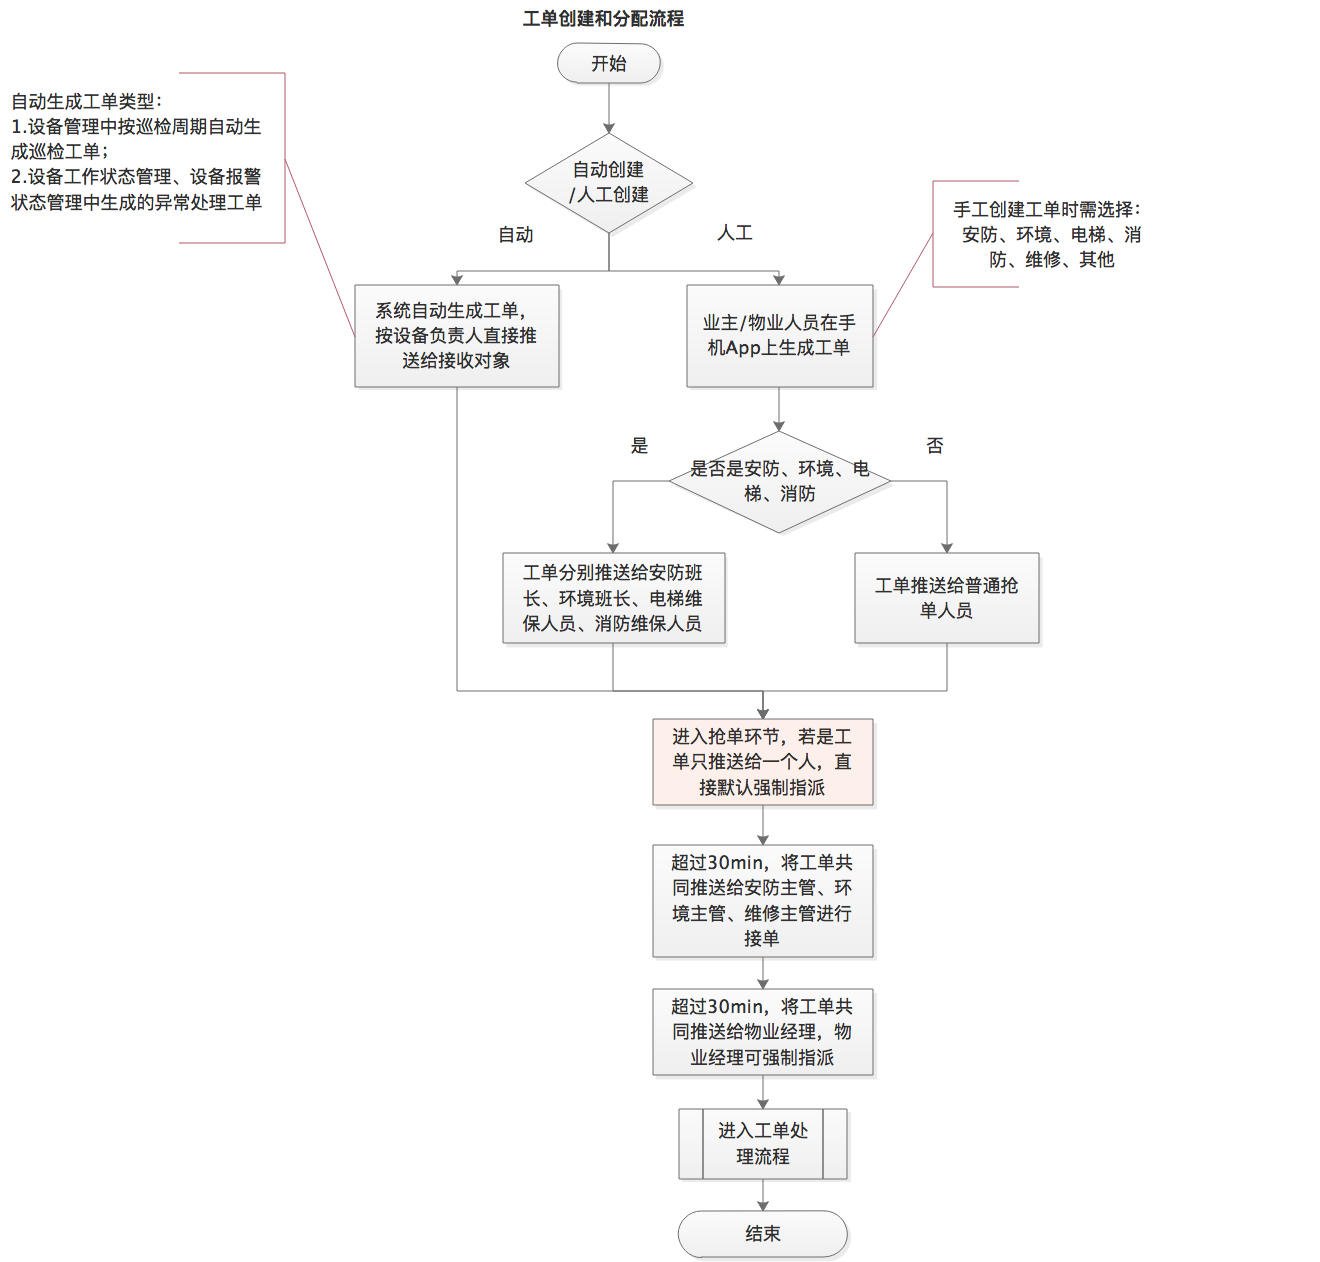 工单创建和分配流程
开始
自动生成工单类型：
1.设备管理中按巡检周期自动生
成巡检工单；
2.设备工作状态管理、设备报警
状态管理中生成的异常处理工单
自动创建
/人工创建
手工创建工单时需选择：
安防、环境、电梯、消
防、维修、其他
自动
人工
系统自动生成工单，
按设备负责人直接推
送给接收对象
业主/物业人员在手
机App上生成工单
是
否
是否是安防、环境、电
梯、消防
工单分别推送给安防班
长、环境班长、电梯维
保人员、消防维保人员
工单推送给普通抢
单人员
进入抢单环节，若是工
单只推送给一个人，直
接默认强制指派
超过30min，将工单共
同推送给安防主管、环
境主管、维修主管进行
接单
超过30min，将工单共
同推送给物业经理，物
业经理可强制指派
进入工单处
理流程
结束